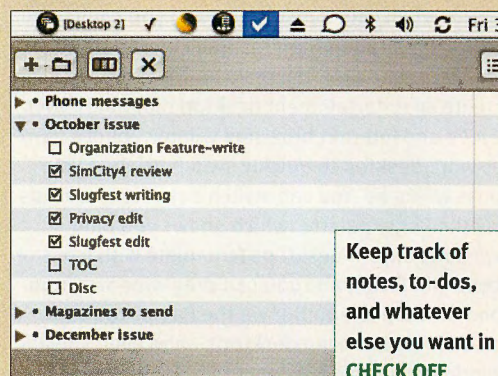 [Desktop 2] Fri 3
Phone messages
October issue
Organization Feature-write
SimCity4 review
Slugfest writing
Privacy edit
Slugfest edit
TOC
Disc
Magazines to send
December issue
Keep track of
notes, to-dos,
and whatever
else you want in
CHECK OFF